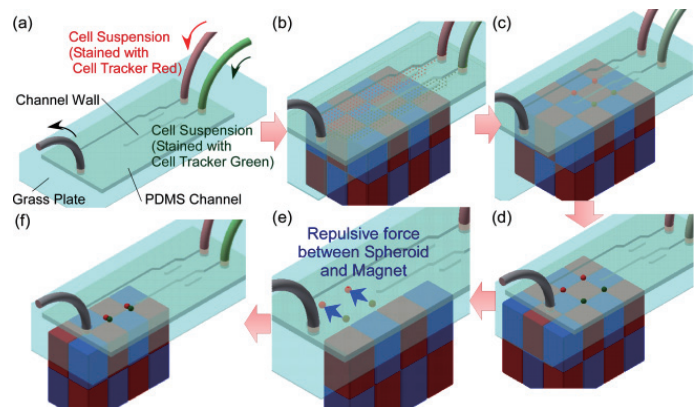 (a)
Cell Suspension
(Stained with
Cell Tracker Red)
Channel Wall
Cell Suspension
(Stained with
Cell Tracker Green)
Grass Plate
PDMS Channel
(b)
(c)
(f)
(e)
Repulsive force
between Spheroid
and Magnet
(d)